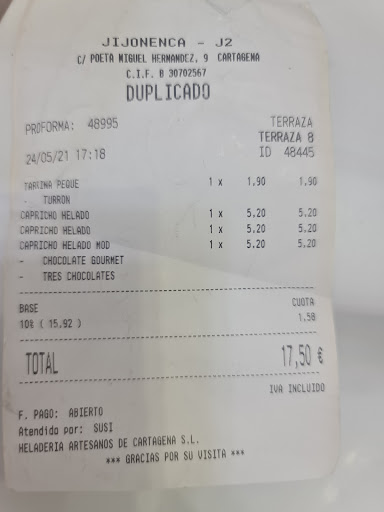 JIJONENCA - J2
C/ POETA MIGUEL HERNANDEZ, 9 CARTAGENA
C.I.F. B 30702567
DUPLICADO
PROFORMA: 48995 TERRAZA
TERRAZA 8
24/05/21 17:18 ID 48445
TARRINA PEQUE 1 x 1,90 1,90
- TURRON
CAPRICHO HELADO 1 x 5,20 5,20
CAPRICHO HELADO 1 x 5,20 5,20
CAPRICHO HELADO MOD 1 x 5,20 5,20
- CHOCOLATE GOURMET
- TRES CHOCOLATES
BASE CUOTA
10% ( 15,92 ) 1,58
TOTAL 17,50 €
IVA INCLUIDO
F. PAGO: ABIERTO
Atendido por: SUSI
HELADERIA ARTESANOS DE CARTAGENA S.L.
*** GRACIAS POR SU VISITA ***